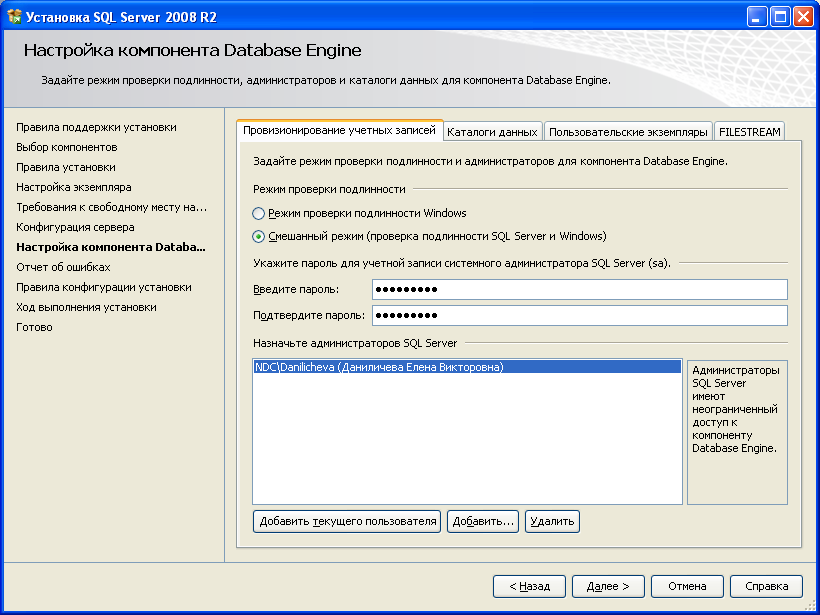 Установка SQL Server 2008 R2
Настройка компонента Database Engine
Задайте режим проверки подлинности, администраторов и каталоги данных для компонента Database Engine.
Правила поддержки установки
Выбор компонентов
Правила установки
Настройка экземпляра
Требования к свободному месту на...
Конфигурация сервера
Настройка компонента Databa...
Отчет об ошибках
Правила конфигурации установки
Ход выполнения установки
Готово
Провизионирование учетных записей
Каталоги данных
Пользовательские экземпляры
FILESTREAM
Задайте режим проверки подлинности и администраторов для компонента Database Engine.
Режим проверки подлинности
Режим проверки подлинности Windows
Смешанный режим (проверка подлинности SQL Server и Windows)
Укажите пароль для учетной записи системного администратора SQL Server (sa).
Введите пароль:
●●●●●●●●●
Подтвердите пароль:
●●●●●●●●●
Назначьте администраторов SQL Server
NDC\Danilicheva (Даниличева Елена Викторовна)
Администраторы
SQL Server
имеют
неограниченный
доступ к
компоненту
Database Engine.
Добавить текущего пользователя
Добавить...
Удалить
< Назад
Далее >
Отмена
Справка